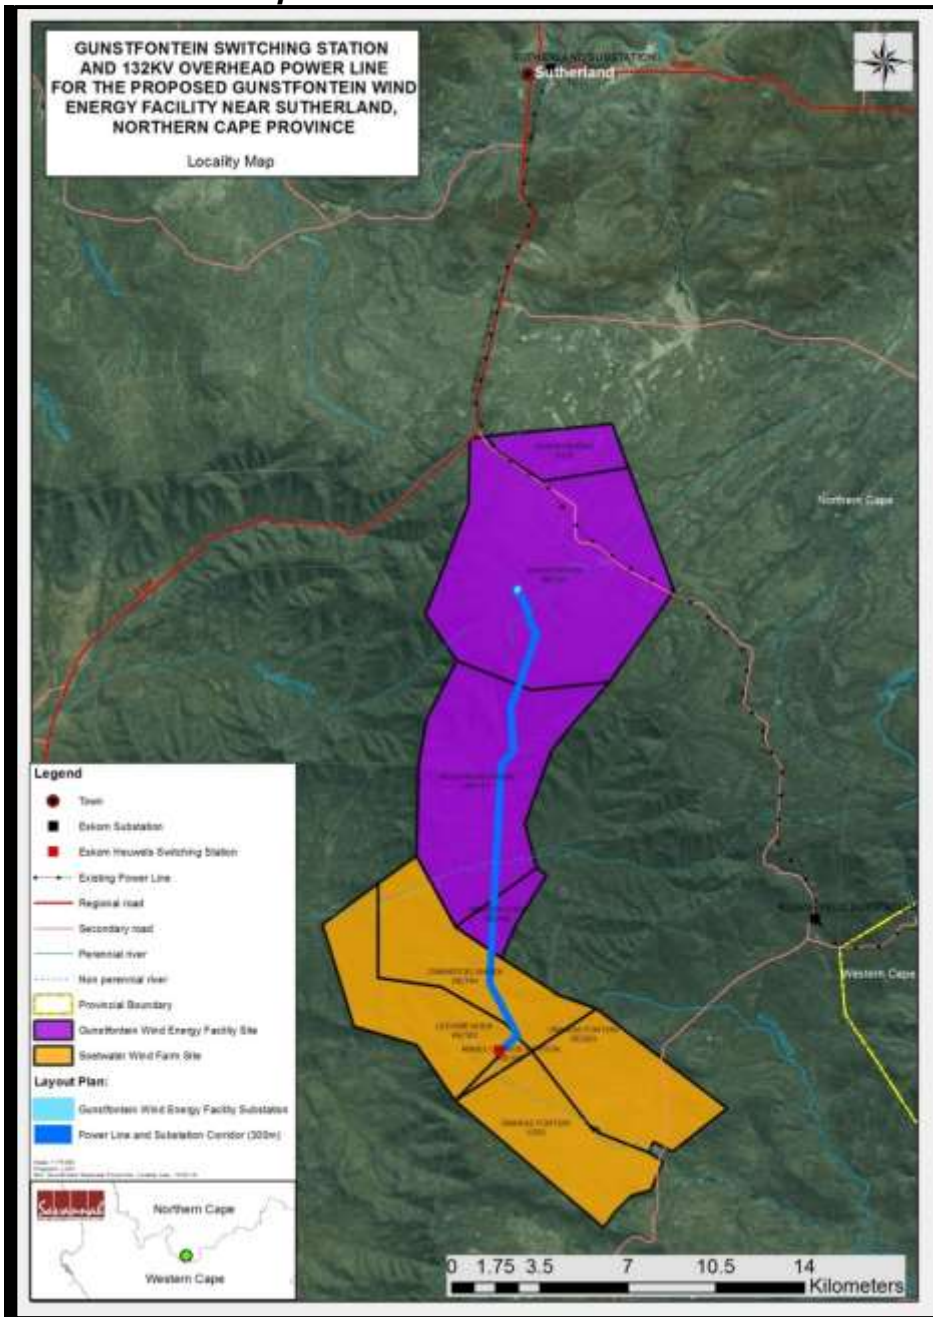 GUNSTFONTEIN SWITCHING STATION
AND 132KV OVERHEAD POWER LINE
FOR THE PROPOSED GUNSTFONTEIN WIND
ENERGY FACILITY NEAR SUTHERLAND,
NORTHERN CAPE PROVINCE
Locality Map
Sutherland
Northern Cape
Western Cape
Legend
Town
Eskom Substation
Eskom Heuwels Switching Station
Existing Power Line
Regional road
Secondary road
Perennial river
Non perennial river
Provincial Boundary
Gunstfontein Wind Energy Facility Site
Soetwater Wind Farm Site
Layout Plan:
Gunstfontein Wind Energy Facility Substation
Power Line and Substation Corridor (300m)
Savannah
Northern Cape
Western Cape
0 1.75 3.5 7 10.5 14
Kilometers